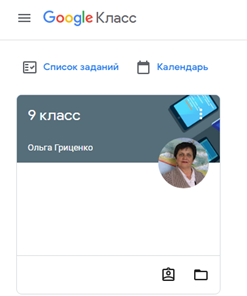 Google Класс
Список заданий Календарь
9 класс
Ольга Гриценко